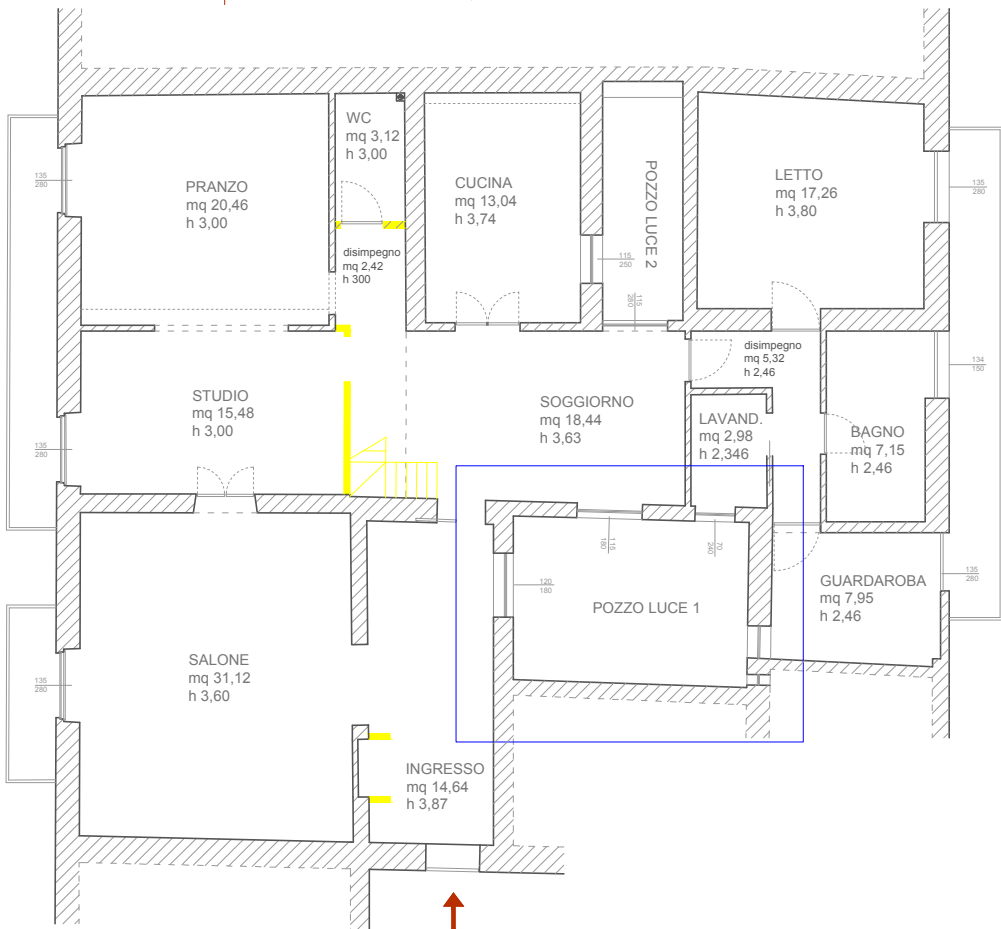 WC
mq 3,12
h 3,00
PRANZO
mq 20,46
h 3,00
CUCINA
mq 13,04
h 3,74
POZZO LUCE 2
LETTO
mq 17,26
h 3,80
135
280
135
280
115
250
115
280
disimpegno
mq 2,42
h 300
disimpegno
mq 5,32
h 2,46
134
150
STUDIO
mq 15,48
h 3,00
SOGGIORNO
mq 18,44
h 3,63
LAVAND.
mq 2,98
h 2,346
BAGNO
mq 7,15
h 2,46
135
280
115
180
70
240
120
180
POZZO LUCE 1
GUARDAROBA
mq 7,95
h 2,46
135
280
SALONE
mq 31,12
h 3,60
135
280
INGRESSO
mq 14,64
h 3,87